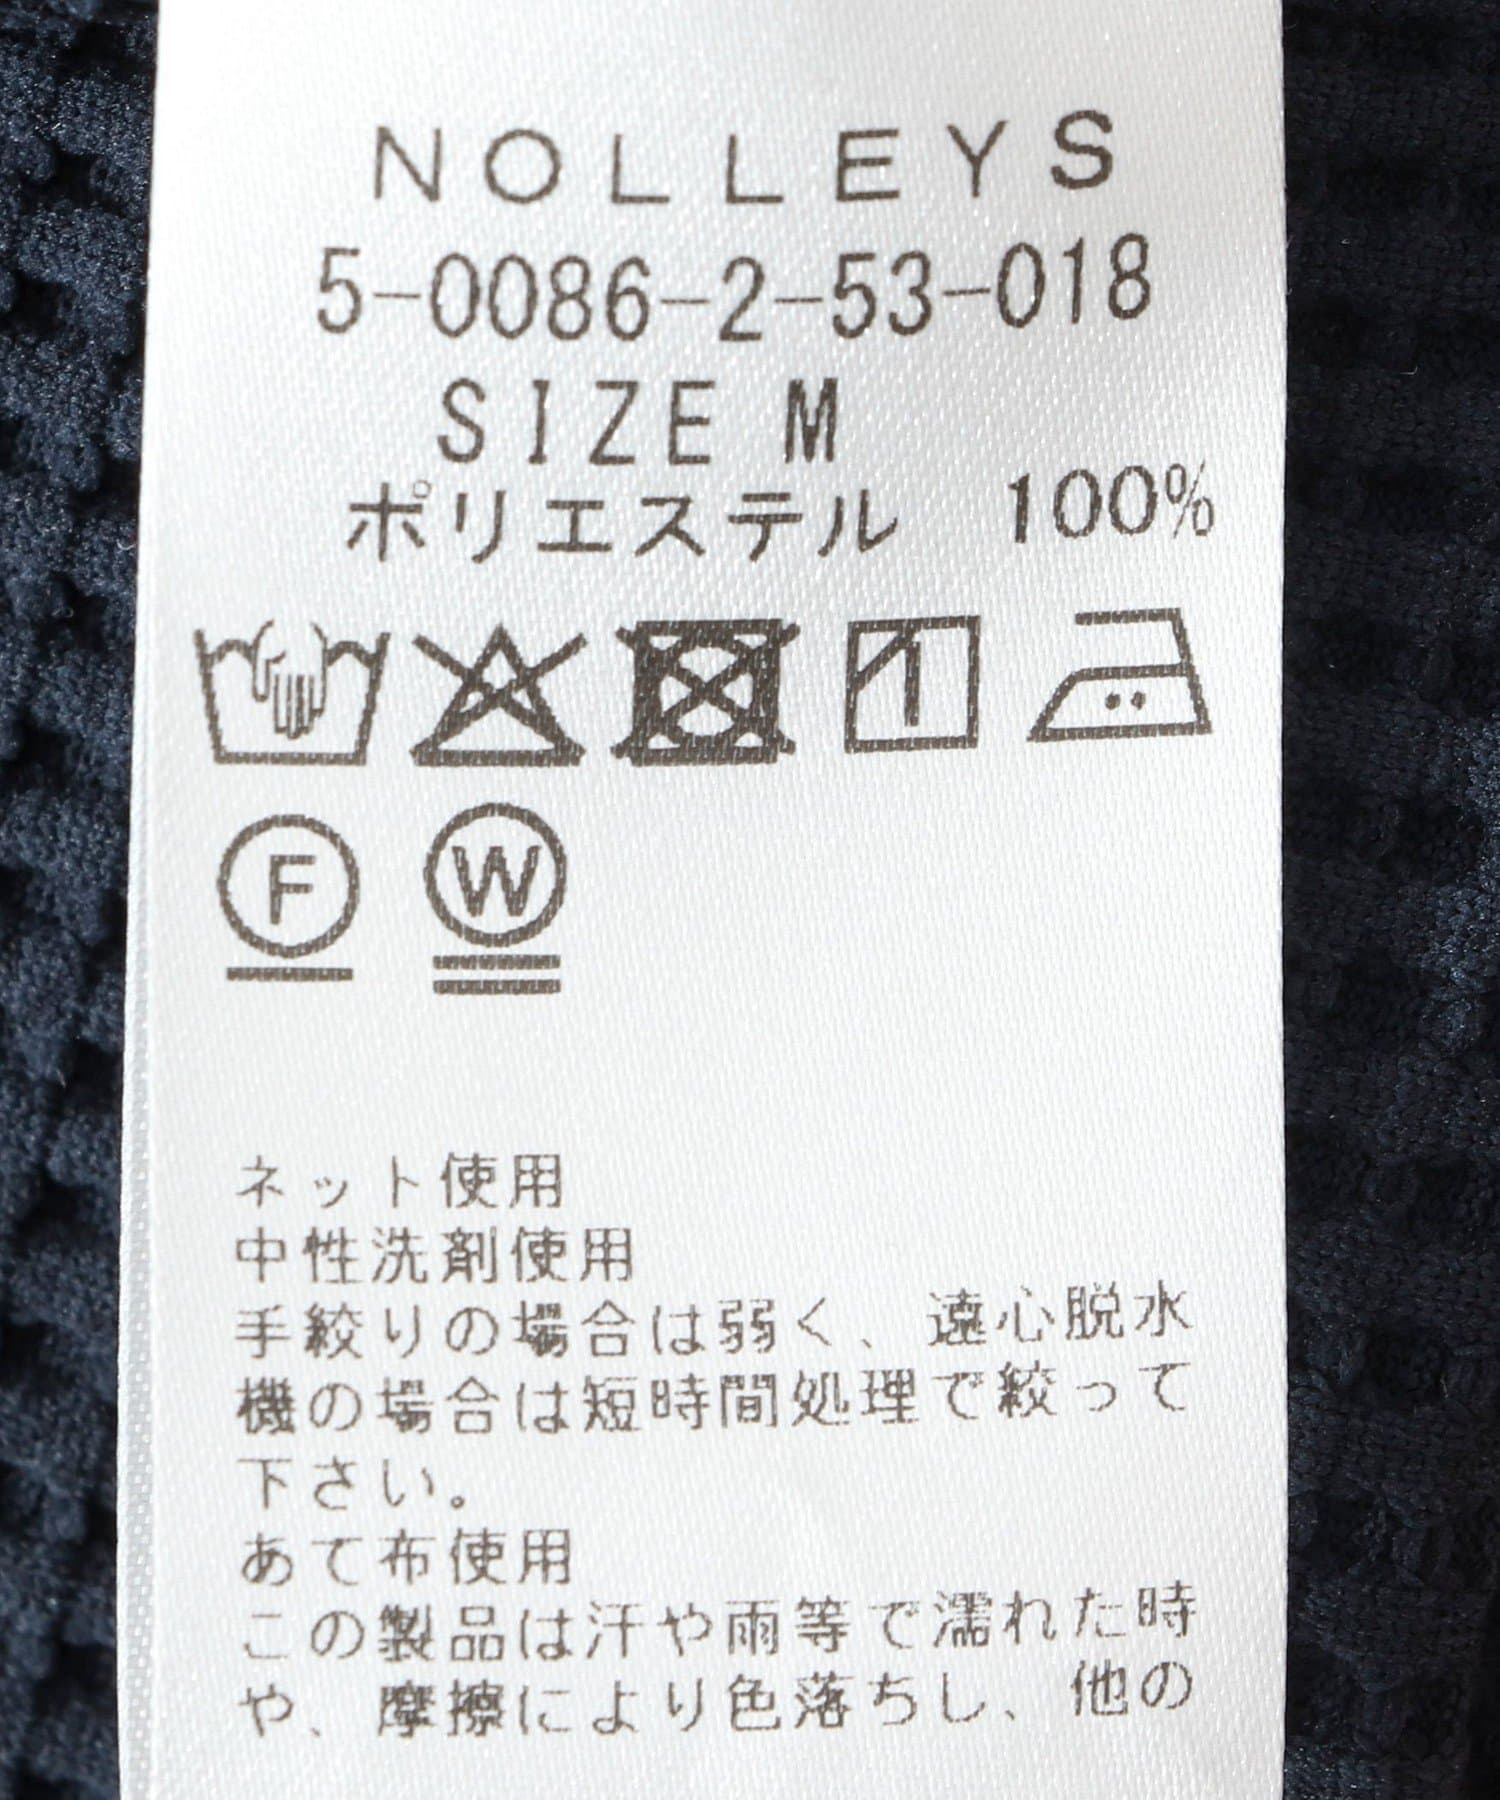 NOLLEYS
5-0086-2-53-018
SIZE M
ポリエステル 100%
F
W
ネット使用
中性洗剤使用
手絞りの場合は弱く、遠心脱水
機の場合は短時間処理で絞って
下さい。
あて布使用
この製品は汗や雨等で濡れた時
や、摩擦により色落ちし、他の